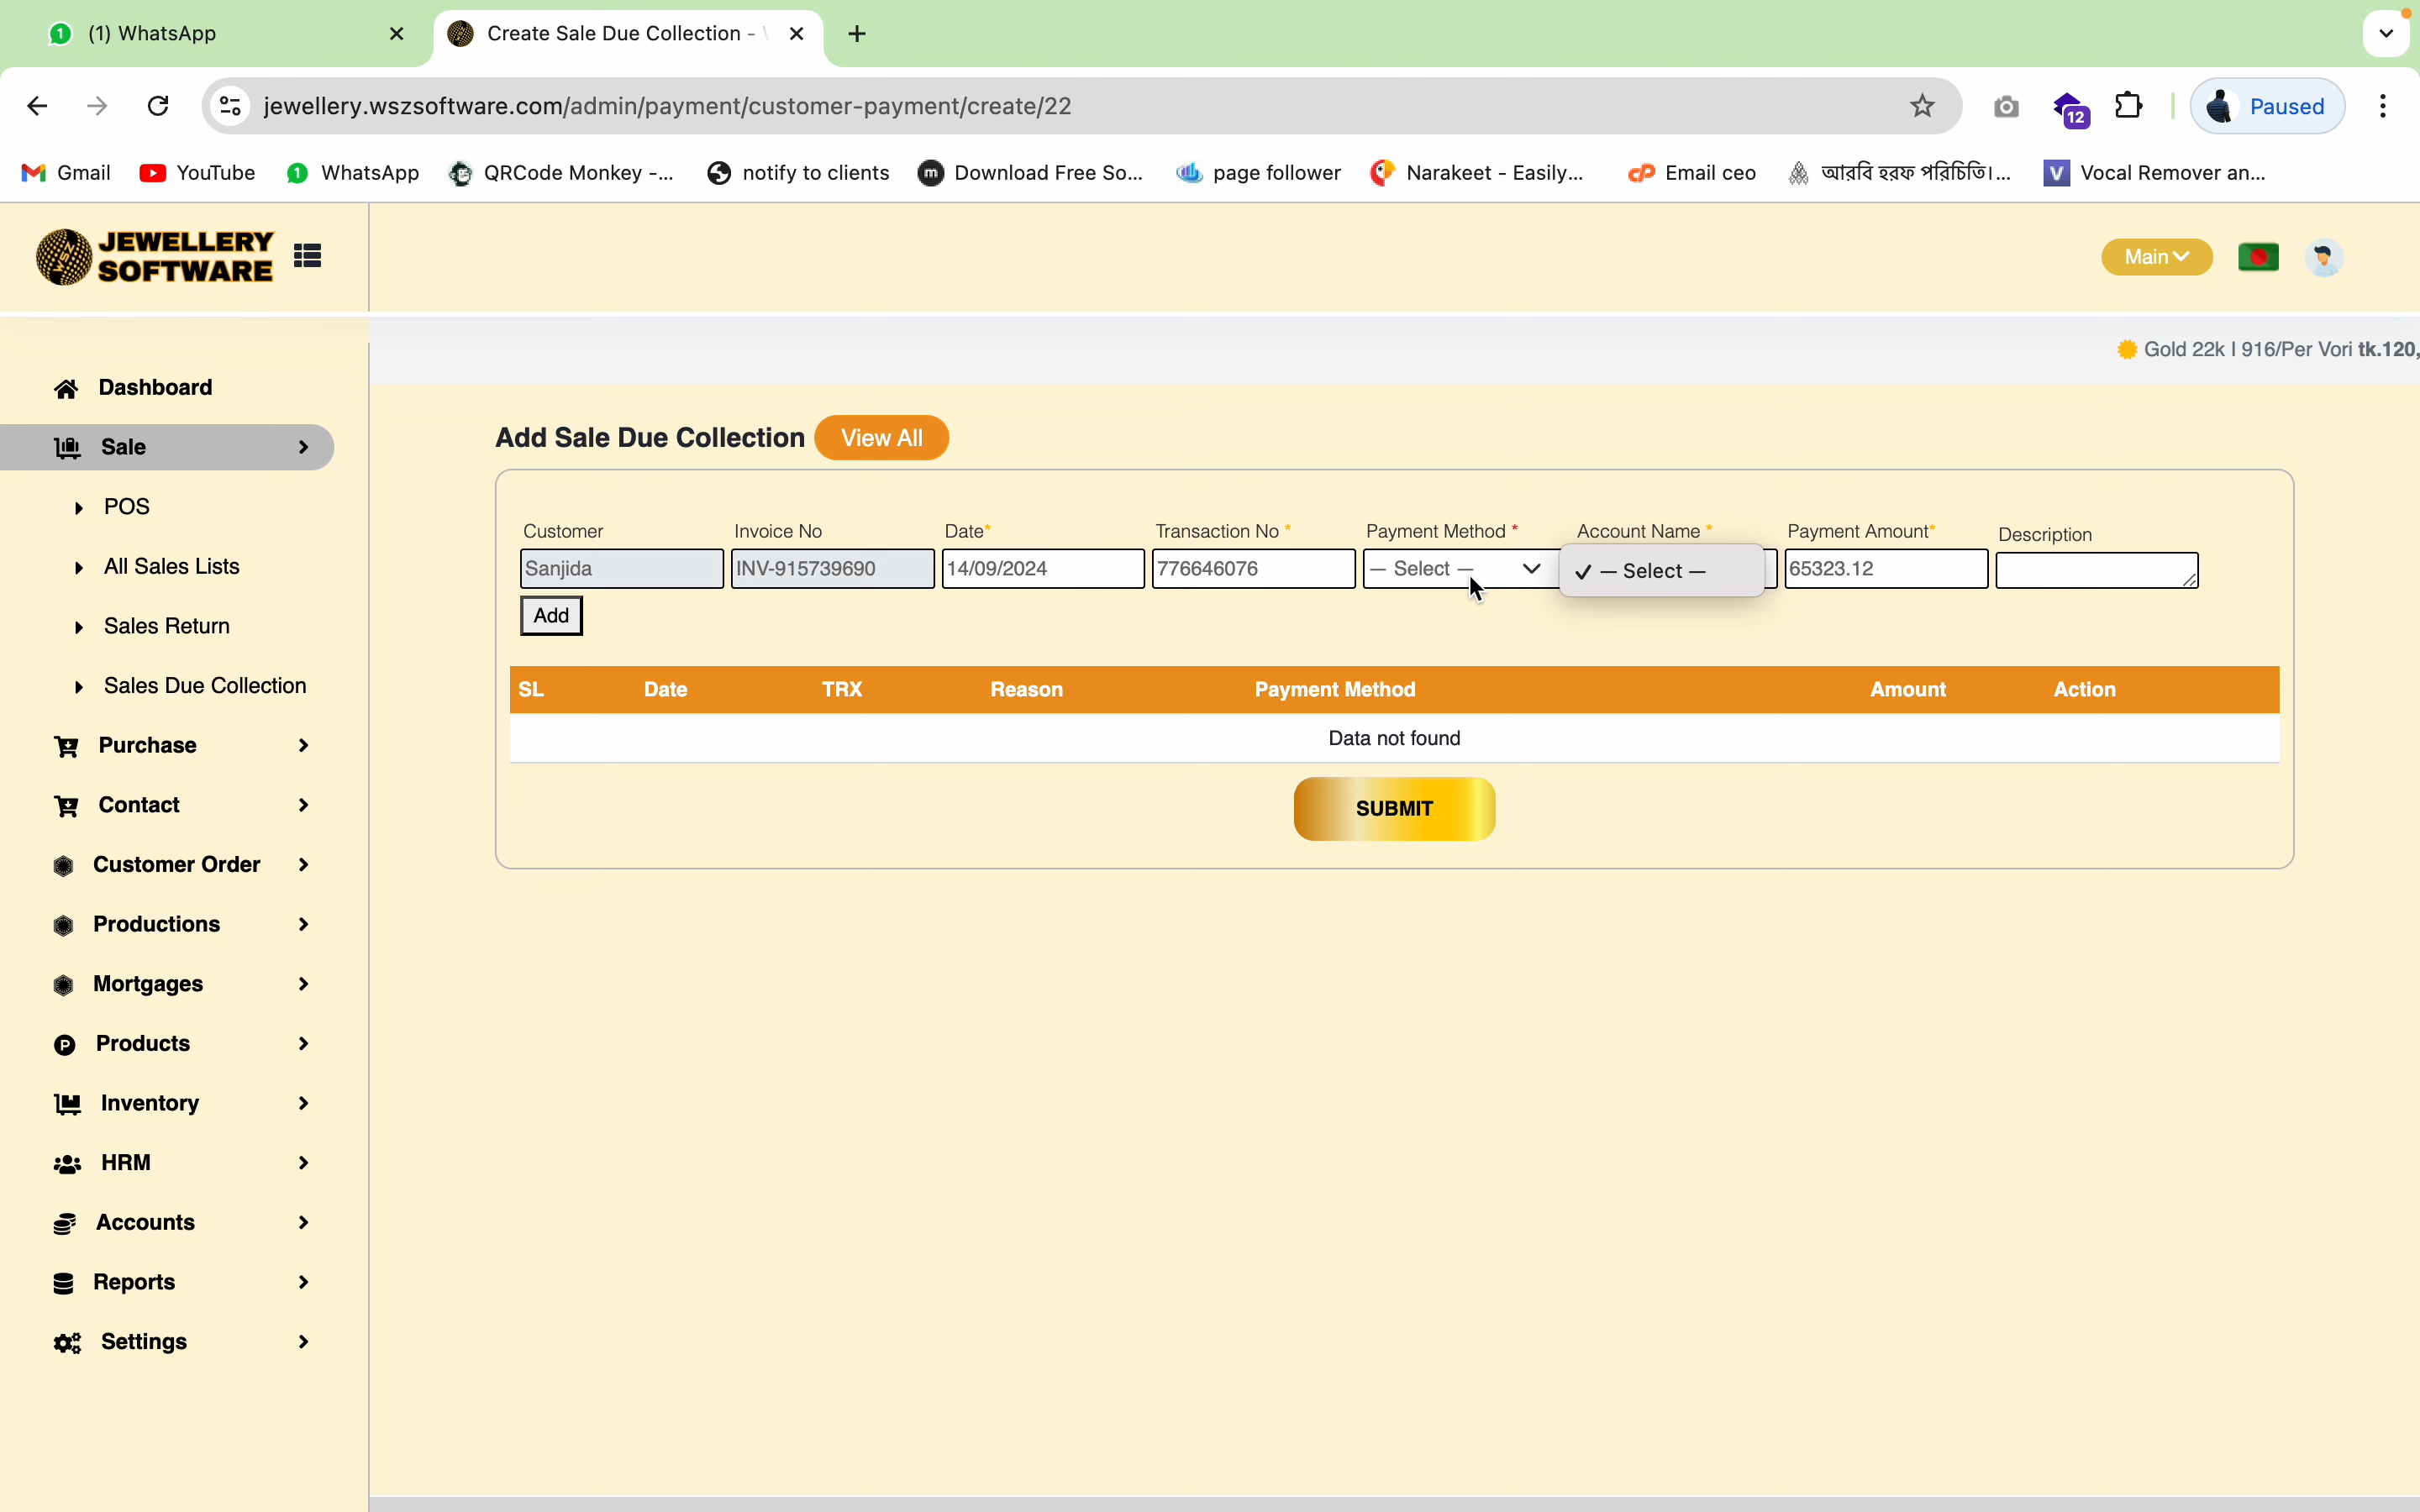 (1) WhatsApp
Create Sale Due Collection -
jewellery.wszsoftware.com/admin/payment/customer-payment/create/22
12
Paused
Gmail
YouTube
WhatsApp
QRCode Monkey -...
notify to clients
Download Free So...
page follower
Narakeet - Easily...
Email ceo
আরবি হরফ পরিচিতি।...
Vocal Remover an...
JEWELLERY
SOFTWARE
Main
Gold 22k I 916/Per Vori tk.120,
Dashboard
Sale
POS
All Sales Lists
Sales Return
Sales Due Collection
Purchase
Contact
Customer Order
Productions
Mortgages
Products
Inventory
HRM
Accounts
Reports
Settings
Add Sale Due Collection View All
Customer Invoice No Date* Transaction No * Payment Method * Account Name * Payment Amount* Description
Sanjida INV-915739690 14/09/2024 776646076 — Select — ✓ — Select — 65323.12
Add
SL Date TRX Reason Payment Method Amount Action
Data not found
SUBMIT